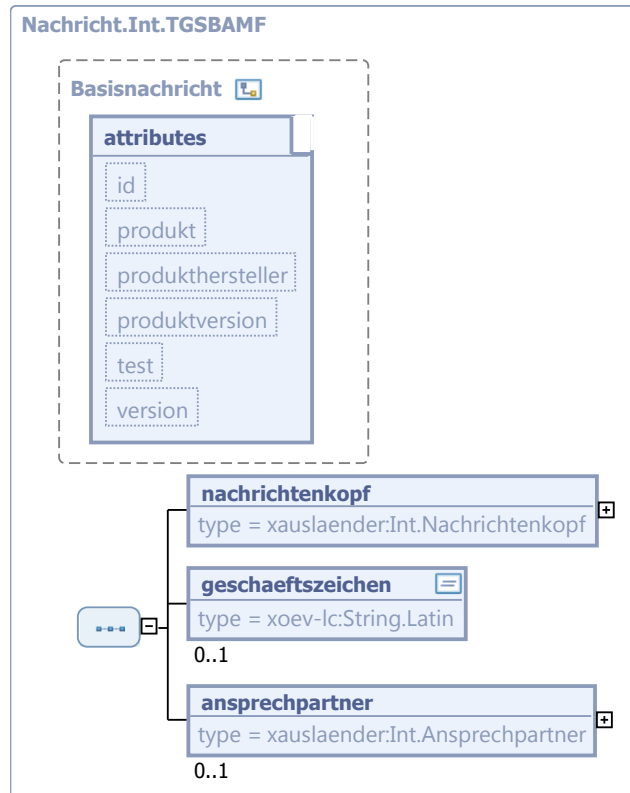 Nachricht.Int.TGSBAMF
Basisnachricht
attributes
id
produkt
produkthersteller
produktversion
test
version
nachrichtenkopf
type = xauslaender:Int.Nachrichtenkopf
geschaeftszeichen
type = xoev-lc:String.Latin
0..1
ansprechpartner
type = xauslaender:Int.Ansprechpartner
0..1